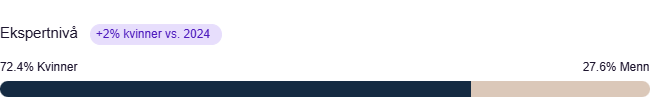 Ekspertnivå +2% kvinner vs. 2024
72.4% Kvinner 27.6% Menn